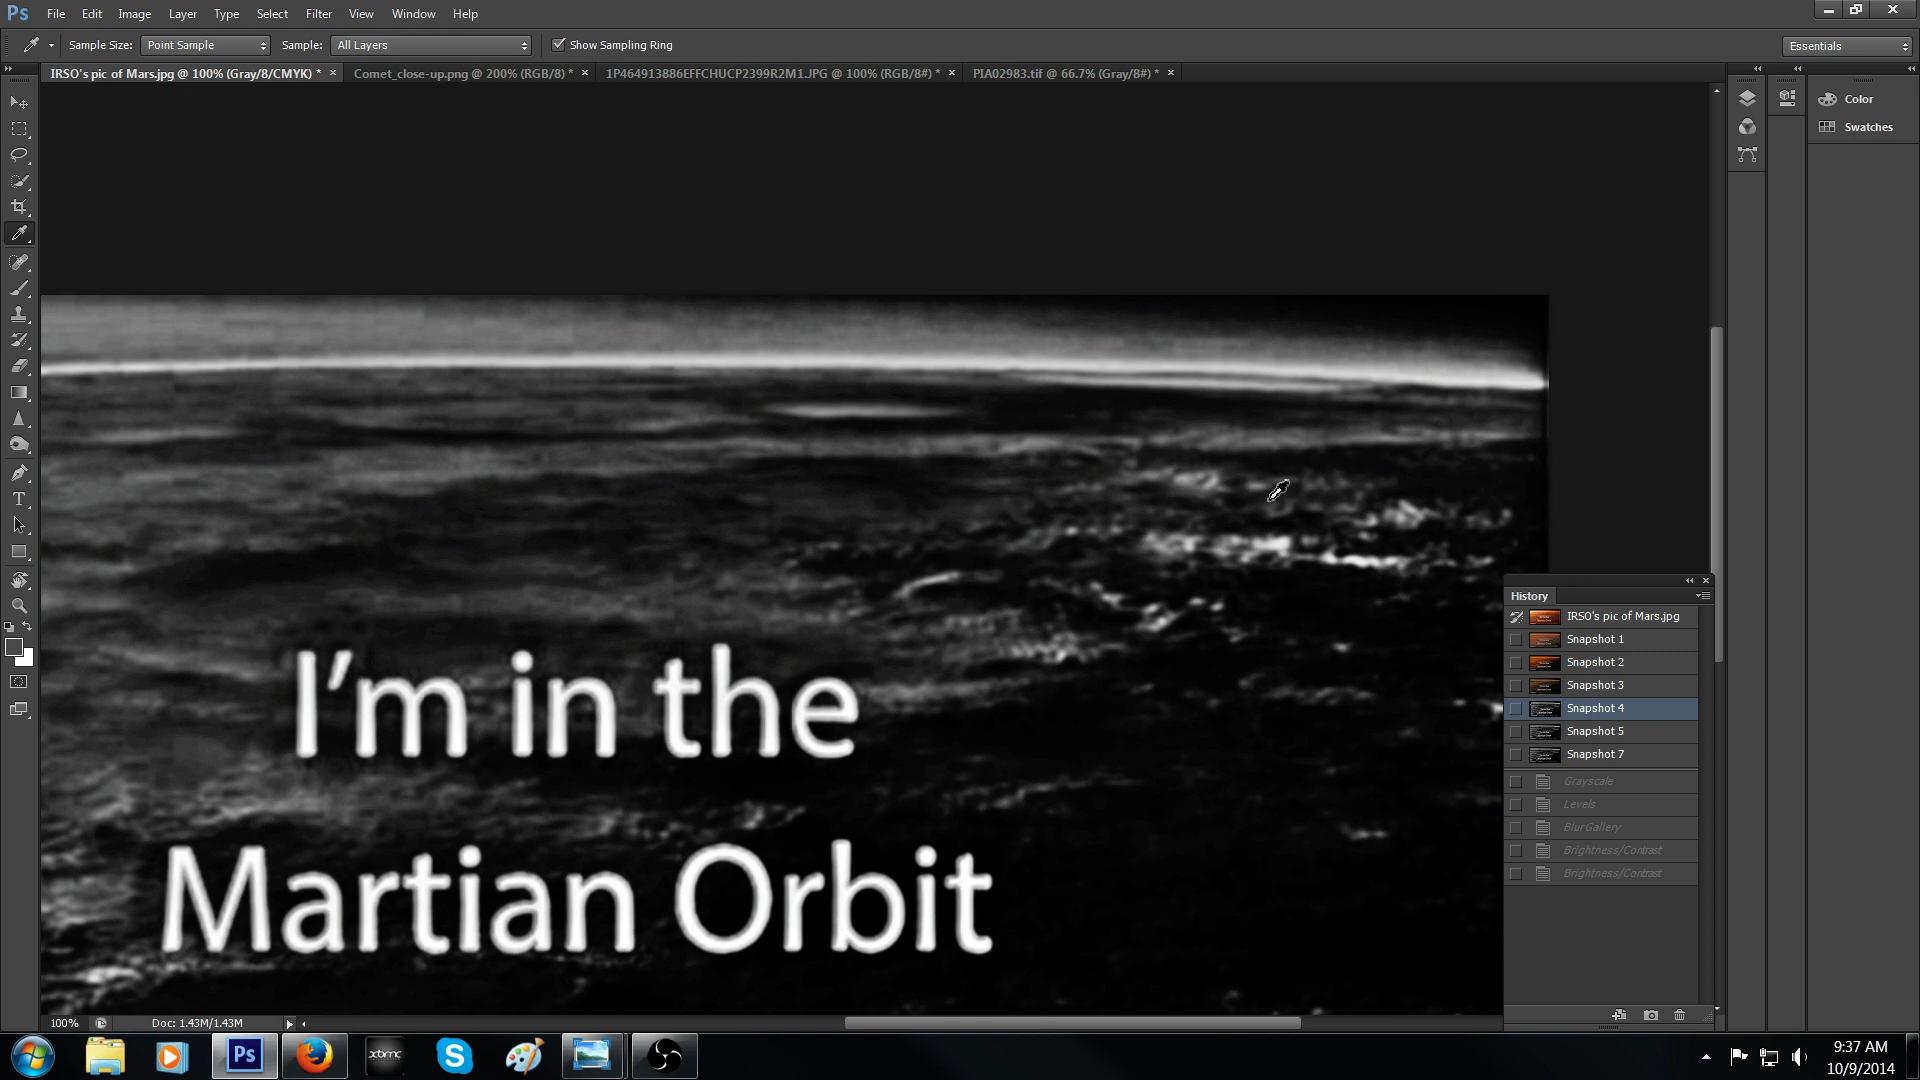 Ps File Edit Image Layer Type Select Filter View Window Help
Sample Size: Point Sample Sample: All Layers Show Sampling Ring Essentials
IRSO's pic of Mars.jpg @ 100% (Gray/8/CMYK) * × Comet_close-up.png @ 200% (RGB/8) * × 1P464913886EFFCHUCP2399R2M1.JPG @ 100% (RGB/8#) * × PIA02983.tif @ 66.7% (Gray/8#) * ×
Color
Swatches
I'm in the
Martian Orbit
History
IRSO's pic of Mars.jpg
Snapshot 1
Snapshot 2
Snapshot 3
Snapshot 4
Snapshot 5
Snapshot 7
Grayscale
Levels
Blur Gallery
Brightness/Contrast
Brightness/Contrast
100% Doc: 1.43M/1.43M
Ps xbmc S
9:37 AM
10/9/2014